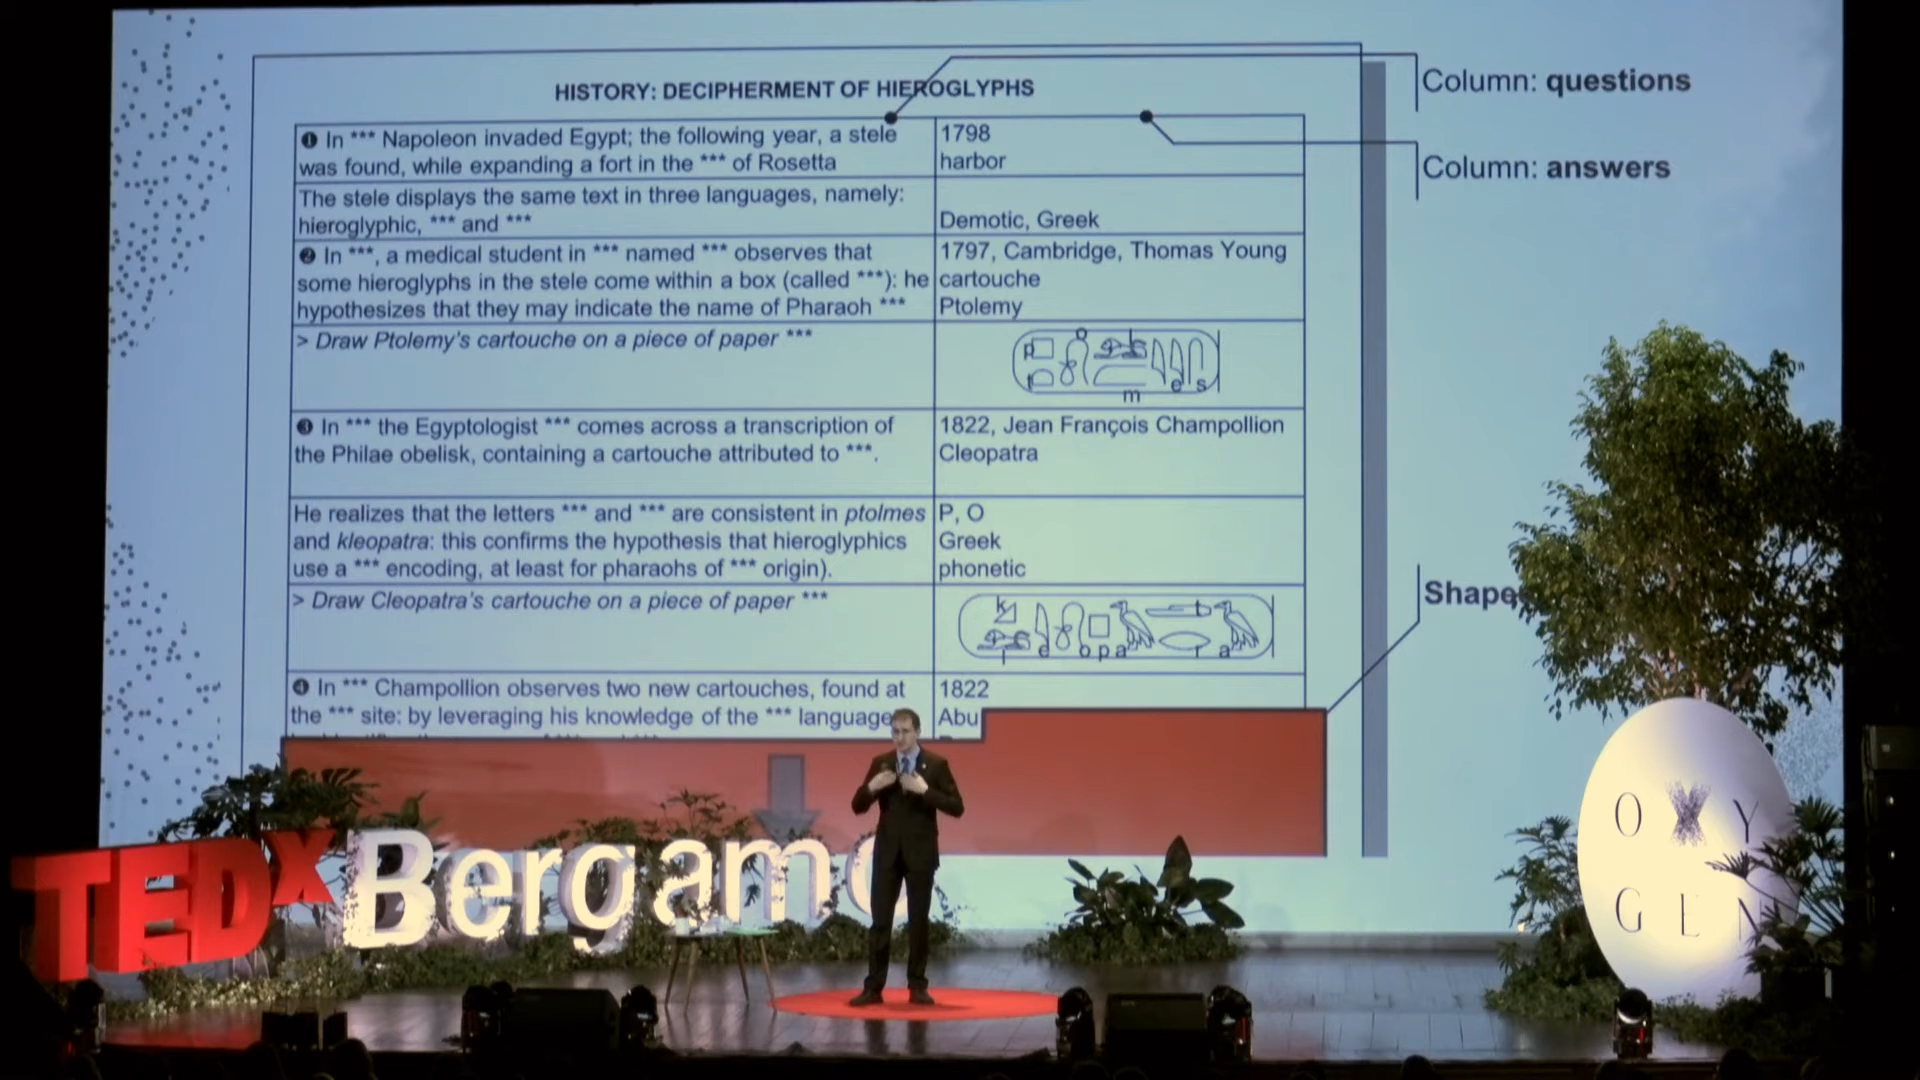 HISTORY: DECIPHERMENT OF HIEROGLYPHS
Column: questions
Column: answers
❶ In *** Napoleon invaded Egypt; the following year, a stele
was found, while expanding a fort in the *** of Rosetta
1798
harbor
The stele displays the same text in three languages, namely:
hieroglyphic, *** and ***
Demotic, Greek
❷ In ***, a medical student in *** named *** observes that
some hieroglyphs in the stele come within a box (called ***): he
hypothesizes that they may indicate the name of Pharaoh ***
1797, Cambridge, Thomas Young
cartouche
Ptolemy
> Draw Ptolemy's cartouche on a piece of paper ***
p o
m e s
❸ In *** the Egyptologist *** comes across a transcription of
the Philae obelisk, containing a cartouche attributed to ***.
1822, Jean François Champollion
Cleopatra
He realizes that the letters *** and *** are consistent in ptolmes
and kleopatra: this confirms the hypothesis that hieroglyphics
use a *** encoding, at least for pharaohs of *** origin).
P, O
Greek
phonetic
> Draw Cleopatra's cartouche on a piece of paper ***
k t
l e o p a r a
Shape
❹ In *** Champollion observes two new cartouches, found at
the *** site: by leveraging his knowledge of the *** language
1822
Abu
TEDx Bergamo
OXY
GEN